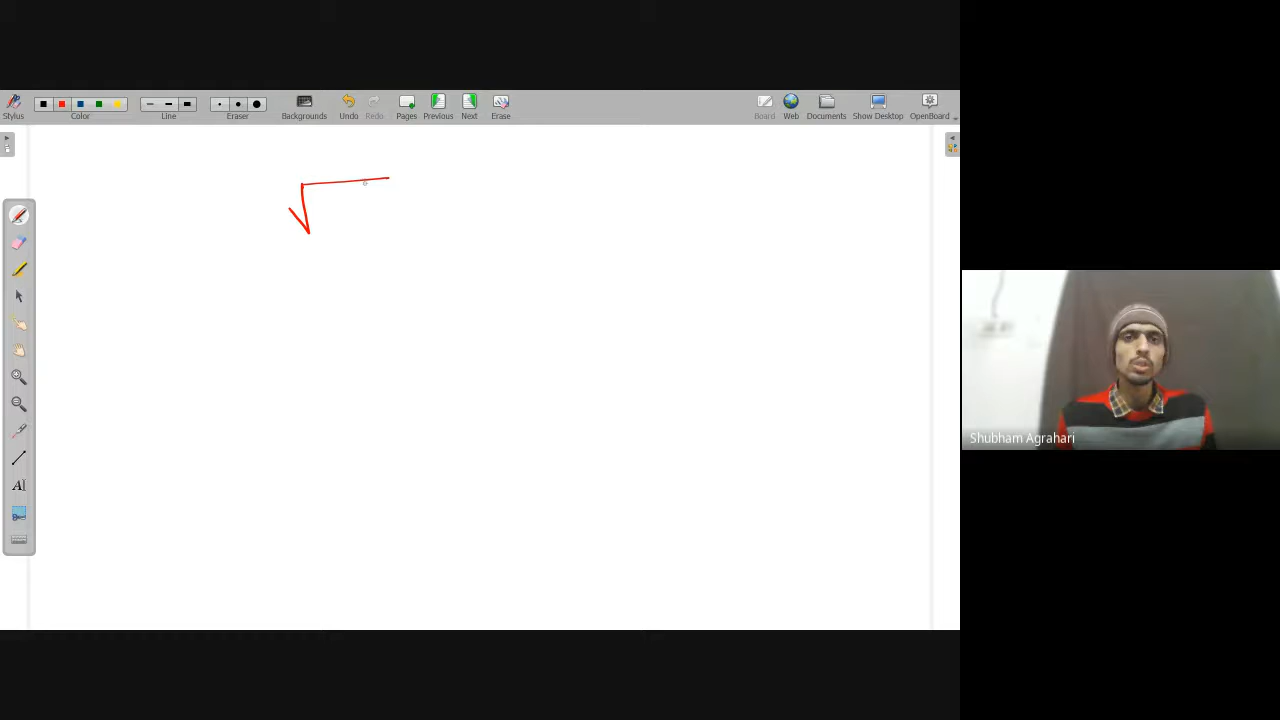 Stylus Color Line Eraser Backgrounds Undo Redo Pages Previous Next Erase Board Web Documents Show Desktop OpenBoard
√
Shubham Agrahari